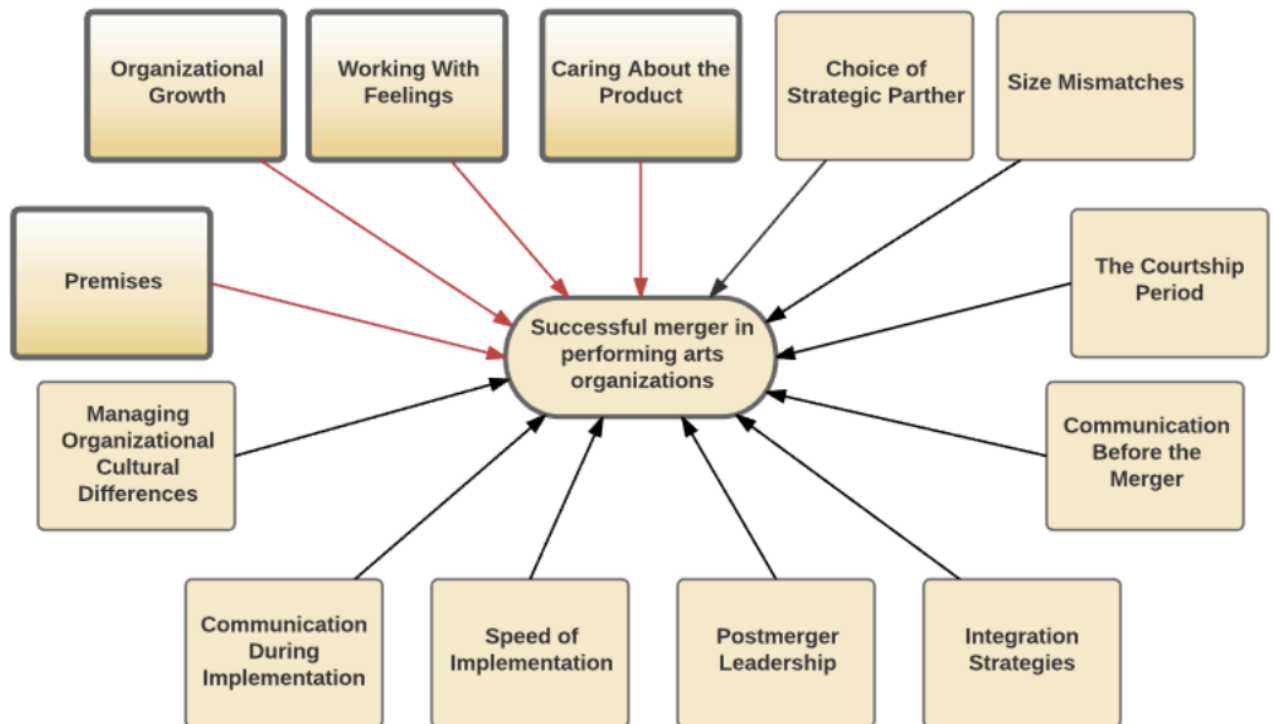 Organizational
Growth
Working With
Feelings
Caring About the
Product
Choice of
Strategic Parther
Size Mismatches
Premises
The Courtship
Period
Successful merger in
performing arts
organizations
Managing
Organizational
Cultural
Differences
Communication
Before the
Merger
Communication
During
Implementation
Speed of
Implementation
Postmerger
Leadership
Integration
Strategies